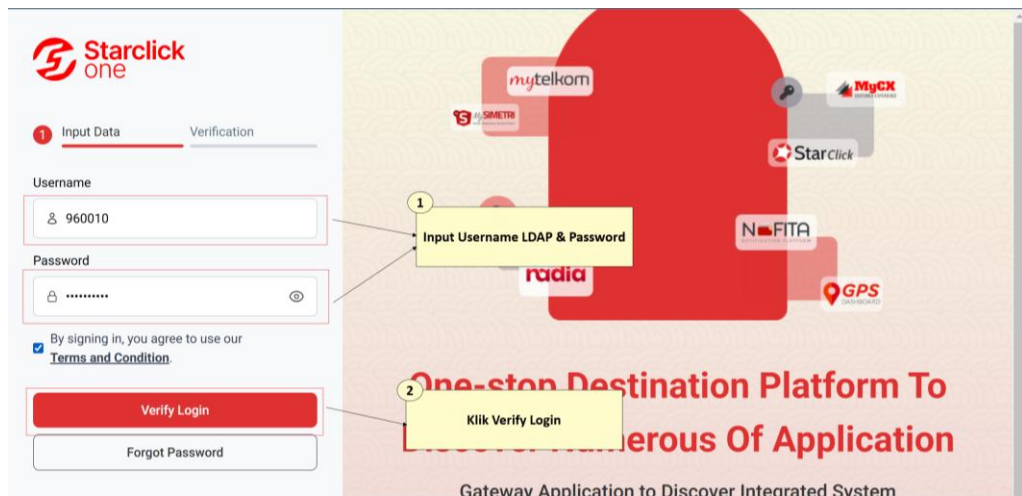 Starclick
one
1 Input Data Verification
Username
960010
Password
By signing in, you agree to use our
Terms and Condition.
Verify Login
Forgot Password
mytelkom
MySIMETRI
MyCX
StarClick
1
Input Username LDAP & Password
NOFITA
radia
GPS
DASHBOARD
One-stop Destination Platform To
2
Klik Verify Login
Numerous Of Application
Gateway Application to Discover Integrated System